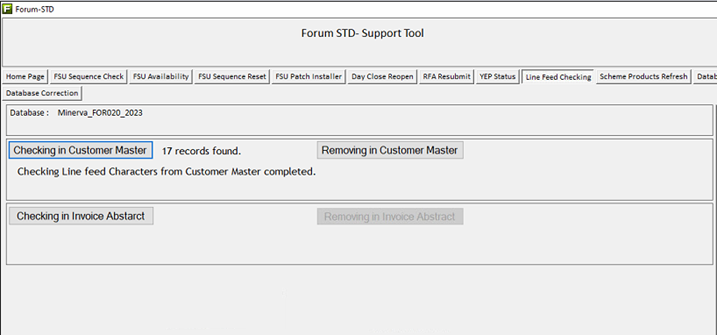 Forum-STD
Forum STD- Support Tool
Home Page FSU Sequence Check FSU Availability FSU Sequence Reset FSU Patch Installer Day Close Reopen RFA Resubmit YEP Status Line Feed Checking Scheme Products Refresh Datab
Database Correction
Database : Minerva_FOR020_2023
Checking in Customer Master 17 records found. Removing in Customer Master
Checking Line feed Characters from Customer Master completed.
Checking in Invoice Abstarct Removing in Invoice Abstract